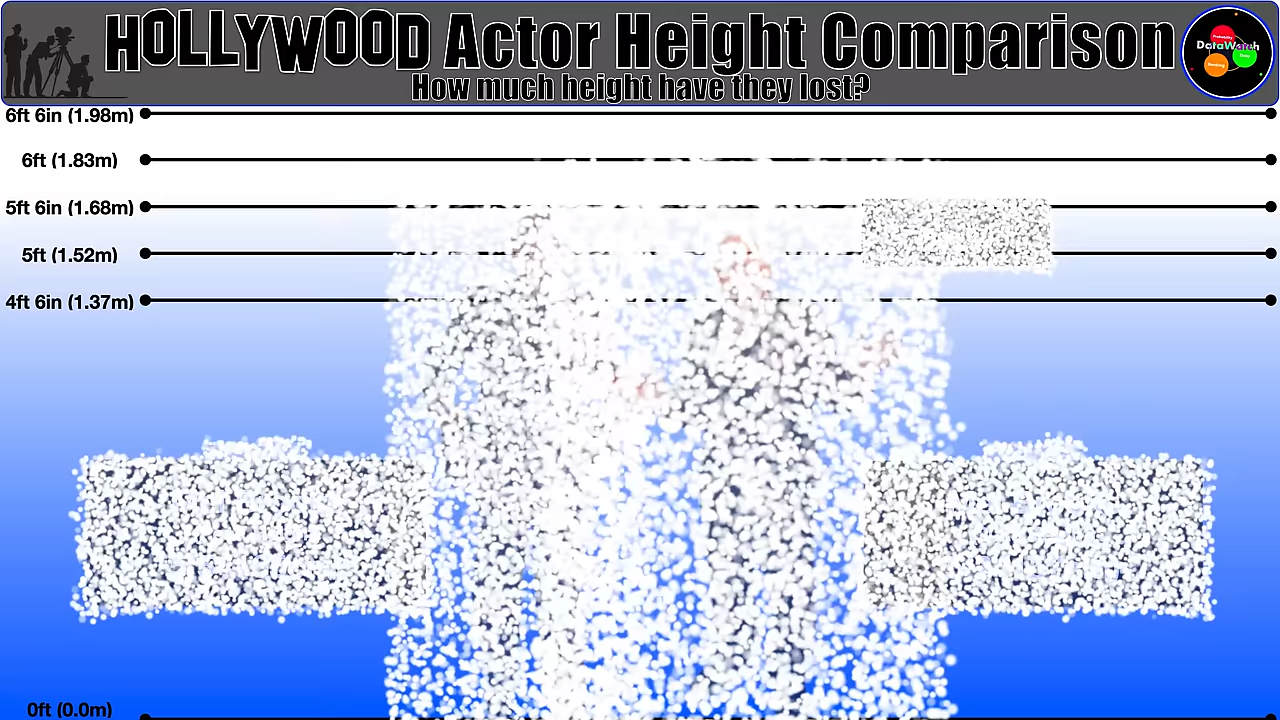 HOLLYWOOD Actor Height Comparison
How much height have they lost?
DataWatch
6ft 6in (1.98m)
6ft (1.83m)
5ft 6in (1.68m)
5ft (1.52m)
4ft 6in (1.37m)
0ft (0.0m)